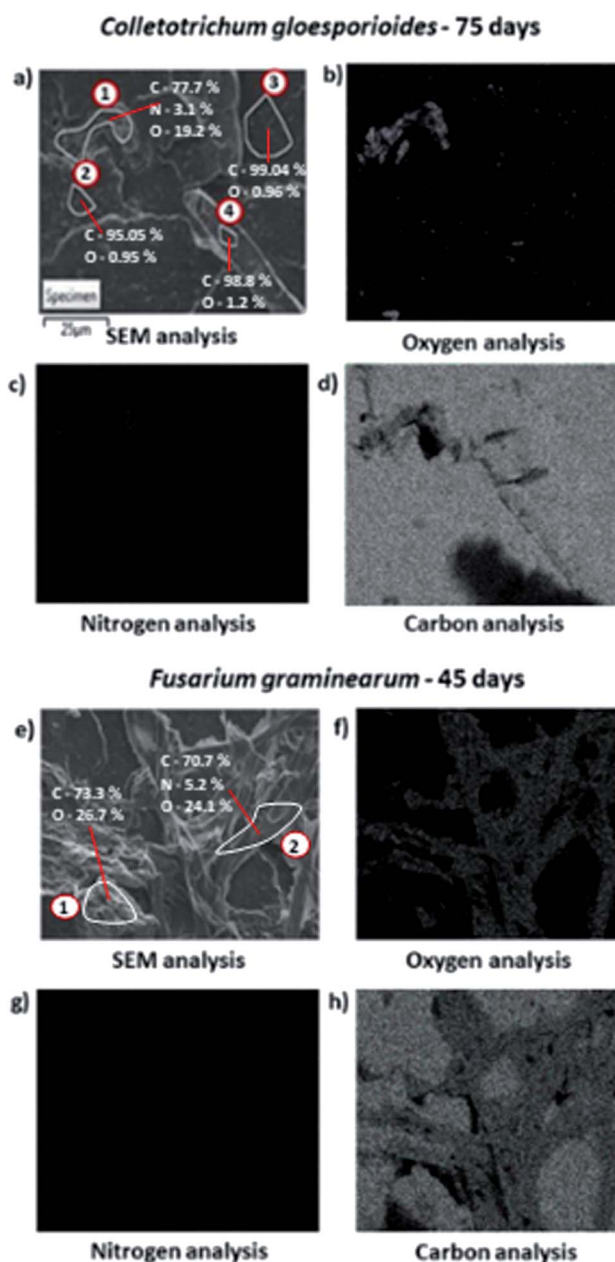 Colletotrichum gloesporioides - 75 days
a)
1
C - 77.7 %
N - 3.1 %
O - 19.2 %
2
C - 95.05 %
O - 0.95 %
3
C - 99.04 %
O - 0.96 %
4
C - 98.8 %
O - 1.2 %
Specimen
25µm
SEM analysis
b)
Oxygen analysis
c)
Nitrogen analysis
d)
Carbon analysis
Fusarium graminearum - 45 days
e)
C - 73.3 %
O - 26.7 %
1
C - 70.7 %
N - 5.2 %
O - 24.1 %
2
SEM analysis
f)
Oxygen analysis
g)
Nitrogen analysis
h)
Carbon analysis